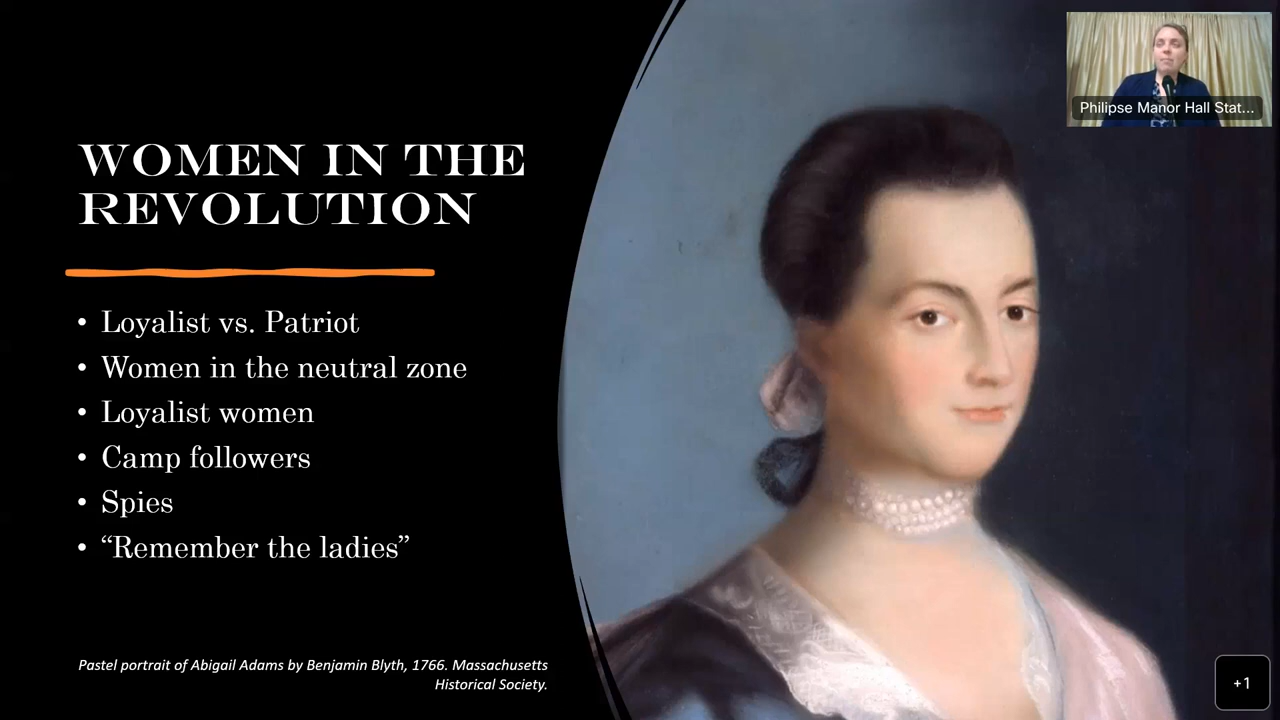 WOMEN IN THE
REVOLUTION
• Loyalist vs. Patriot
• Women in the neutral zone
• Loyalist women
• Camp followers
• Spies
• “Remember the ladies”
Pastel portrait of Abigail Adams by Benjamin Blyth, 1766. Massachusetts
Historical Society.
Philipse Manor Hall Stat...
+1